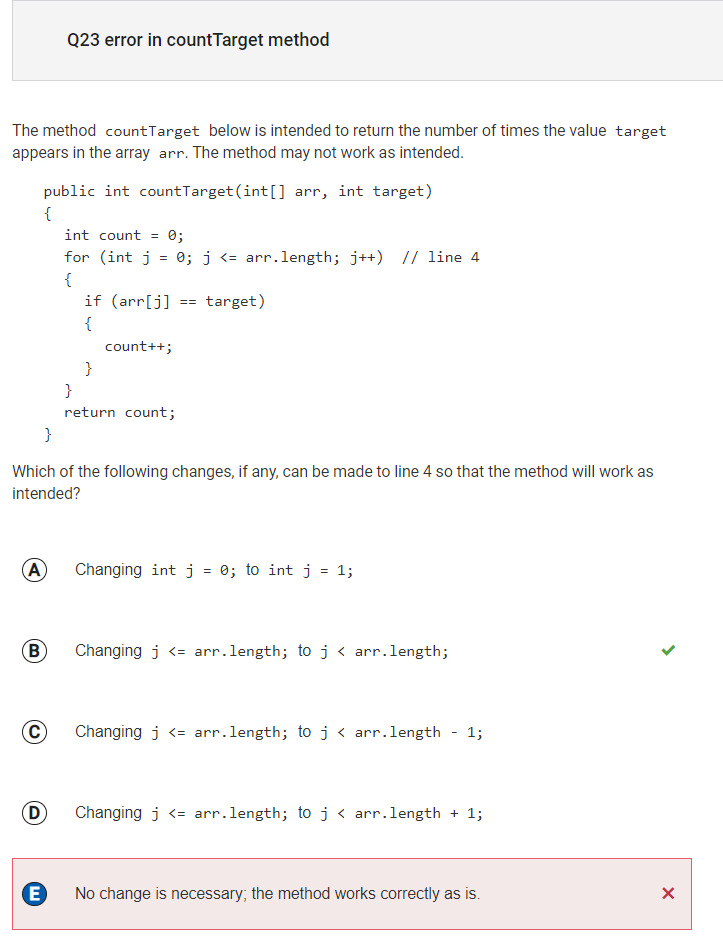 Q23 error in countTarget method
The method countTarget below is intended to return the number of times the value target
appears in the array arr. The method may not work as intended.
public int countTarget(int[] arr, int target)
{
int count = 0;
for (int j = 0; j <= arr.length; j++) // line 4
{
if (arr[j] == target)
{
count++;
}
}
return count;
}
Which of the following changes, if any, can be made to line 4 so that the method will work as
intended?
A Changing int j = 0; to int j = 1;
B Changing j <= arr.length; to j < arr.length;
C Changing j <= arr.length; to j < arr.length - 1;
D Changing j <= arr.length; to j < arr.length + 1;
E No change is necessary; the method works correctly as is.